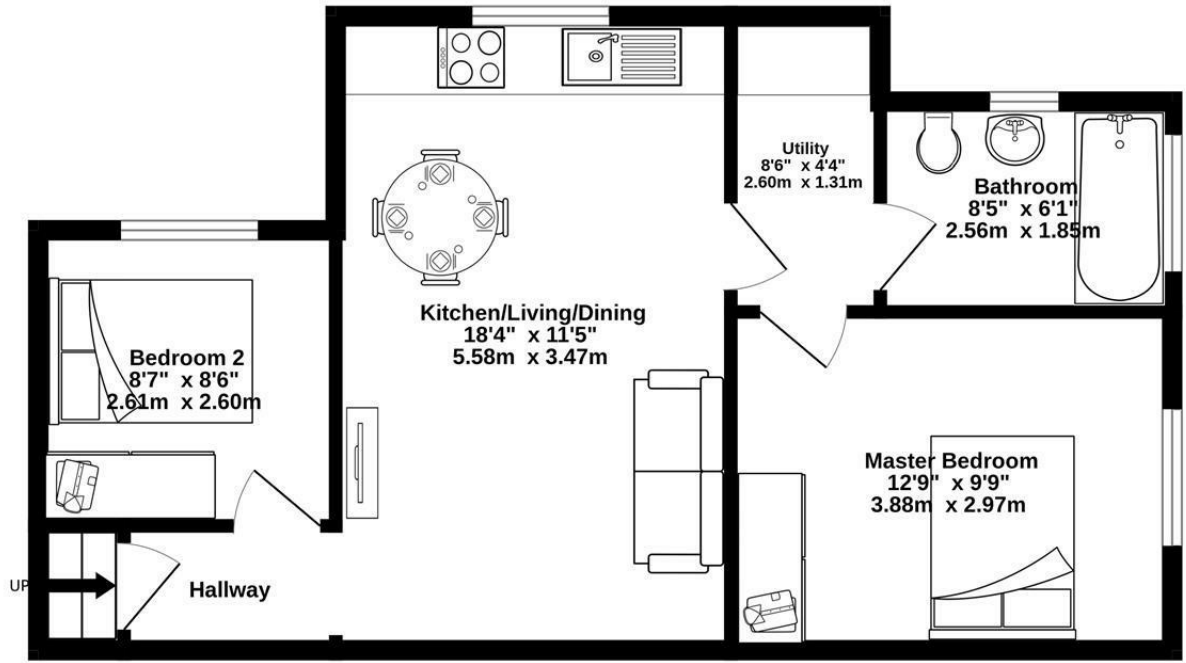 Utility
8'6" x 4'4"
2.60m x 1.31m
Bathroom
8'5" x 6'1"
2.56m x 1.85m
Kitchen/Living/Dining
18'4" x 11'5"
5.58m x 3.47m
Bedroom 2
8'7" x 8'6"
2.61m x 2.60m
Master Bedroom
12'9" x 9'9"
3.88m x 2.97m
UP
Hallway